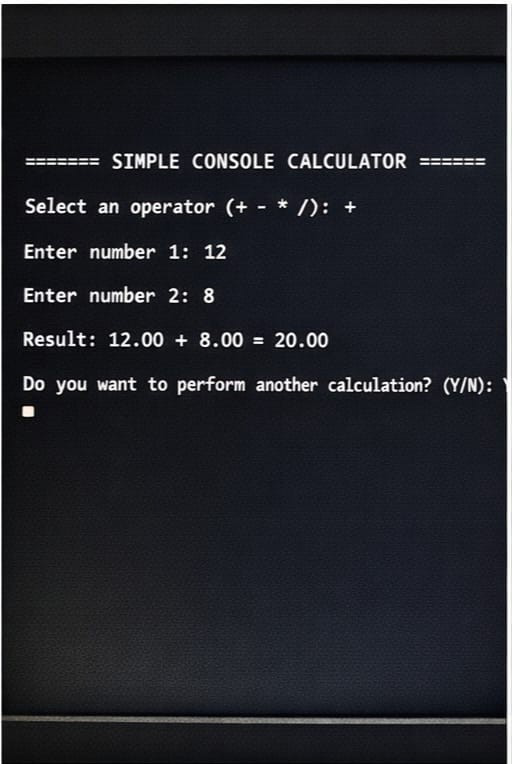 ======= SIMPLE CONSOLE CALCULATOR ======
Select an operator (+ - * /): +
Enter number 1: 12
Enter number 2: 8
Result: 12.00 + 8.00 = 20.00
Do you want to perform another calculation? (Y/N):